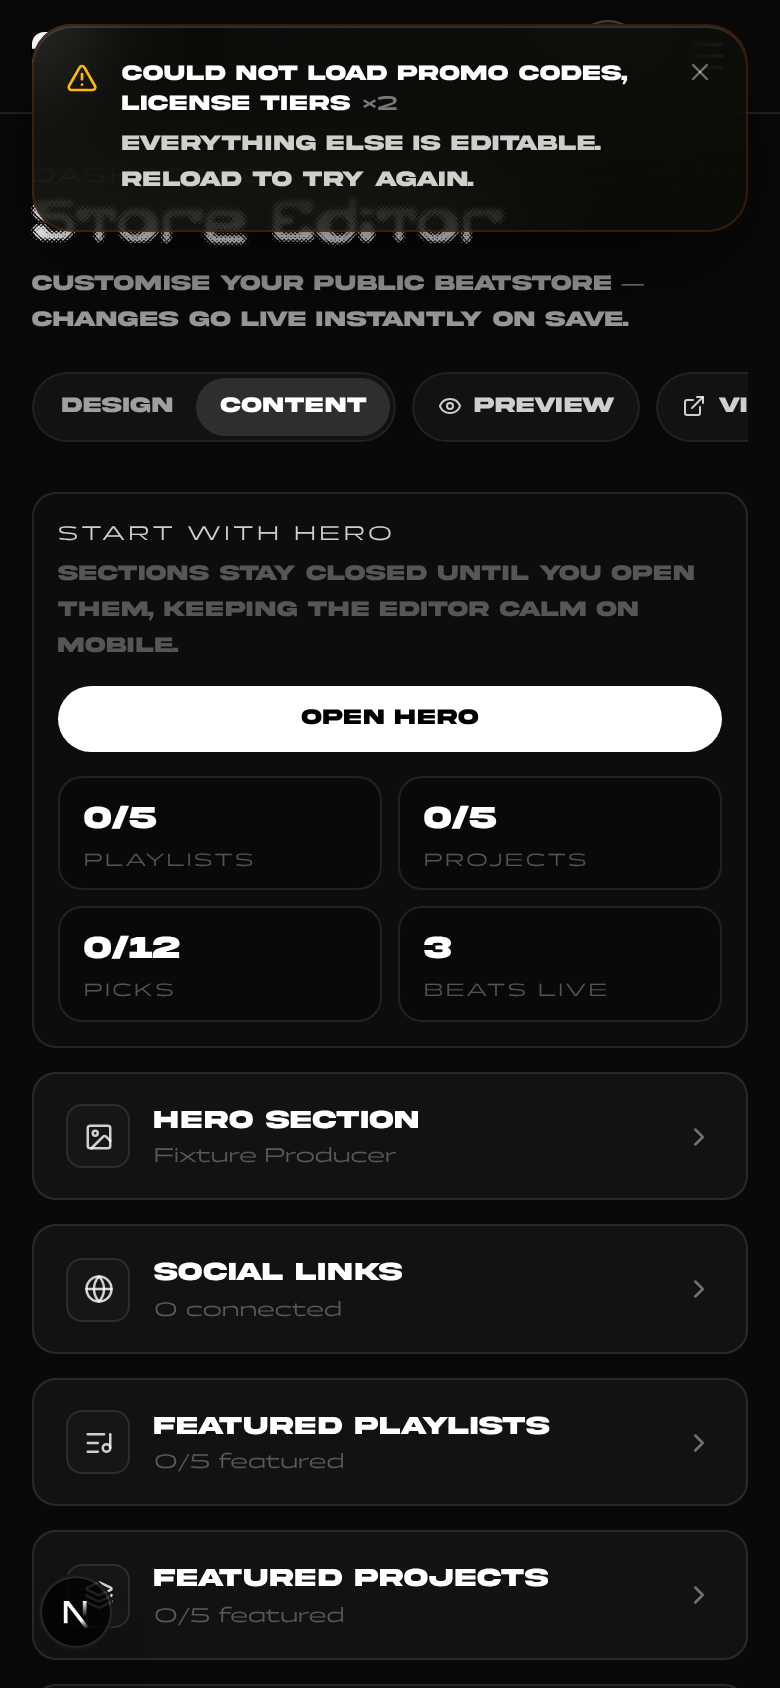 COULD NOT LOAD PROMO CODES,
LICENSE TIERS ×2
EVERYTHING ELSE IS EDITABLE.
RELOAD TO TRY AGAIN.
Store Editor
CUSTOMISE YOUR PUBLIC BEATSTORE —
CHANGES GO LIVE INSTANTLY ON SAVE.
DESIGN
CONTENT
PREVIEW
VI
START WITH HERO
SECTIONS STAY CLOSED UNTIL YOU OPEN
THEM, KEEPING THE EDITOR CALM ON
MOBILE.
OPEN HERO
0/5
PLAYLISTS
0/5
PROJECTS
0/12
PICKS
3
BEATS LIVE
HERO SECTION
Fixture Producer
SOCIAL LINKS
0 connected
FEATURED PLAYLISTS
0/5 featured
FEATURED PROJECTS
0/5 featured
N